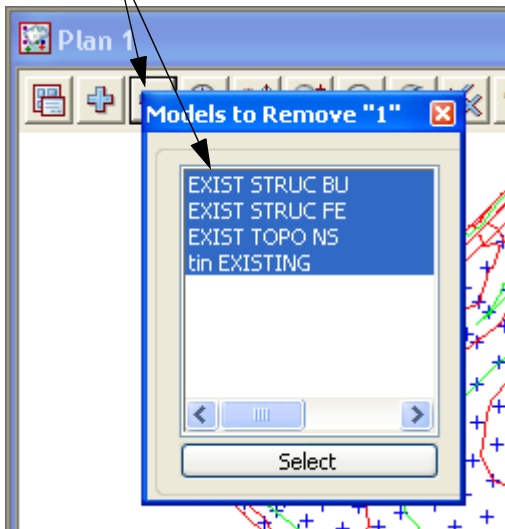 Plan 1
Models to Remove "1"
EXIST STRUC BU
EXIST STRUC FE
EXIST TOPO NS
tin EXISTING
Select